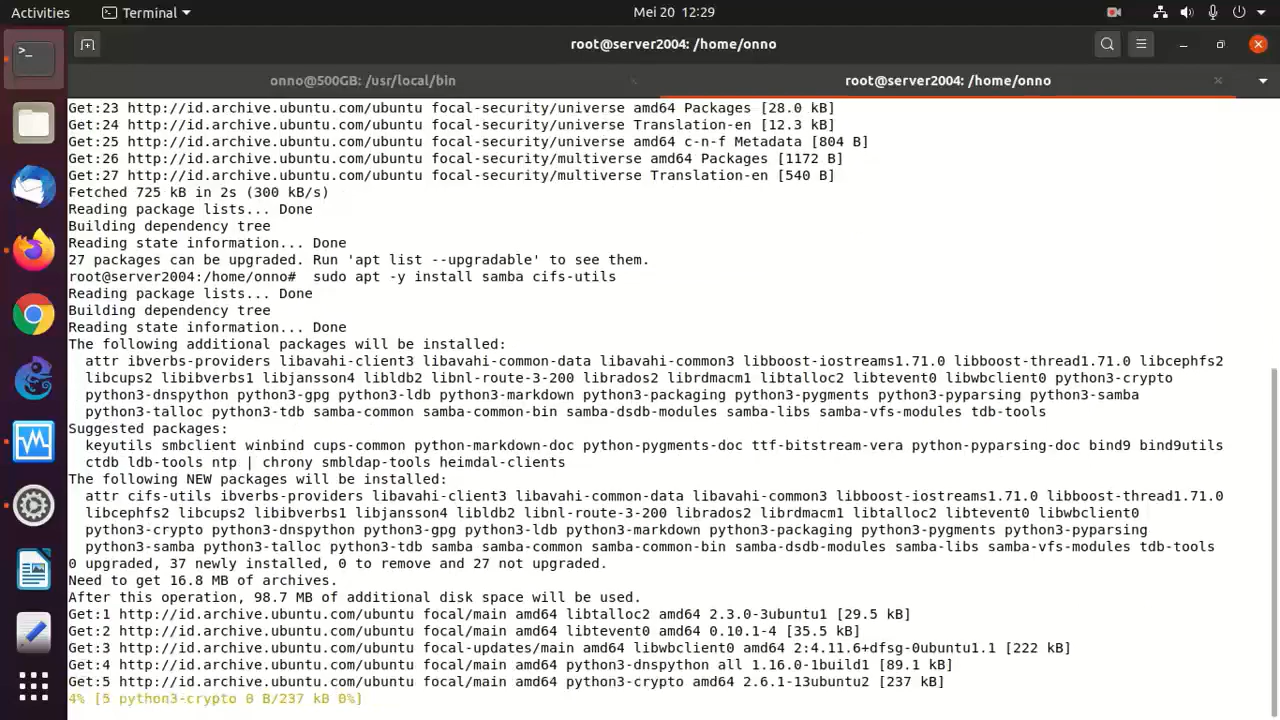 Activities
Terminal
Mei 20 12:29
root@server2004: /home/onno
onno@500GB: /usr/local/bin
root@server2004: /home/onno
Get:23 http://id.archive.ubuntu.com/ubuntu focal-security/universe amd64 Packages [28.0 kB]
Get:24 http://id.archive.ubuntu.com/ubuntu focal-security/universe Translation-en [12.3 kB]
Get:25 http://id.archive.ubuntu.com/ubuntu focal-security/universe amd64 c-n-f Metadata [804 B]
Get:26 http://id.archive.ubuntu.com/ubuntu focal-security/multiverse amd64 Packages [1172 B]
Get:27 http://id.archive.ubuntu.com/ubuntu focal-security/multiverse Translation-en [540 B]
Fetched 725 kB in 2s (300 kB/s)
Reading package lists... Done
Building dependency tree
Reading state information... Done
27 packages can be upgraded. Run 'apt list --upgradable' to see them.
root@server2004:/home/onno#  sudo apt -y install samba cifs-utils
Reading package lists... Done
Building dependency tree
Reading state information... Done
The following additional packages will be installed:
  attr ibverbs-providers libavahi-client3 libavahi-common-data libavahi-common3 libboost-iostreams1.71.0 libboost-thread1.71.0 libcephfs2
  libcups2 libibverbs1 libjansson4 libldb2 libnl-route-3-200 librados2 librdmacm1 libtalloc2 libtevent0 libwbclient0 python3-crypto
  python3-dnspython python3-gpg python3-ldb python3-markdown python3-packaging python3-pygments python3-pyparsing python3-samba
  python3-talloc python3-tdb samba-common samba-common-bin samba-dsdb-modules samba-libs samba-vfs-modules tdb-tools
Suggested packages:
  keyutils smbclient winbind cups-common python-markdown-doc python-pygments-doc ttf-bitstream-vera python-pyparsing-doc bind9 bind9utils
  ctdb ldb-tools ntp | chrony smbldap-tools heimdal-clients
The following NEW packages will be installed:
  attr cifs-utils ibverbs-providers libavahi-client3 libavahi-common-data libavahi-common3 libboost-iostreams1.71.0 libboost-thread1.71.0
  libcephfs2 libcups2 libibverbs1 libjansson4 libldb2 libnl-route-3-200 librados2 librdmacm1 libtalloc2 libtevent0 libwbclient0
  python3-crypto python3-dnspython python3-gpg python3-ldb python3-markdown python3-packaging python3-pygments python3-pyparsing
  python3-samba python3-talloc python3-tdb samba samba-common samba-common-bin samba-dsdb-modules samba-libs samba-vfs-modules tdb-tools
0 upgraded, 37 newly installed, 0 to remove and 27 not upgraded.
Need to get 16.8 MB of archives.
After this operation, 98.7 MB of additional disk space will be used.
Get:1 http://id.archive.ubuntu.com/ubuntu focal/main amd64 libtalloc2 amd64 2.3.0-3ubuntu1 [29.5 kB]
Get:2 http://id.archive.ubuntu.com/ubuntu focal/main amd64 libtevent0 amd64 0.10.1-4 [35.5 kB]
Get:3 http://id.archive.ubuntu.com/ubuntu focal-updates/main amd64 libwbclient0 amd64 2:4.11.6+dfsg-0ubuntu1.1 [222 kB]
Get:4 http://id.archive.ubuntu.com/ubuntu focal/main amd64 python3-dnspython all 1.16.0-1build1 [89.1 kB]
Get:5 http://id.archive.ubuntu.com/ubuntu focal/main amd64 python3-crypto amd64 2.6.1-13ubuntu2 [237 kB]
4% [5 python3-crypto 0 B/237 kB 0%]